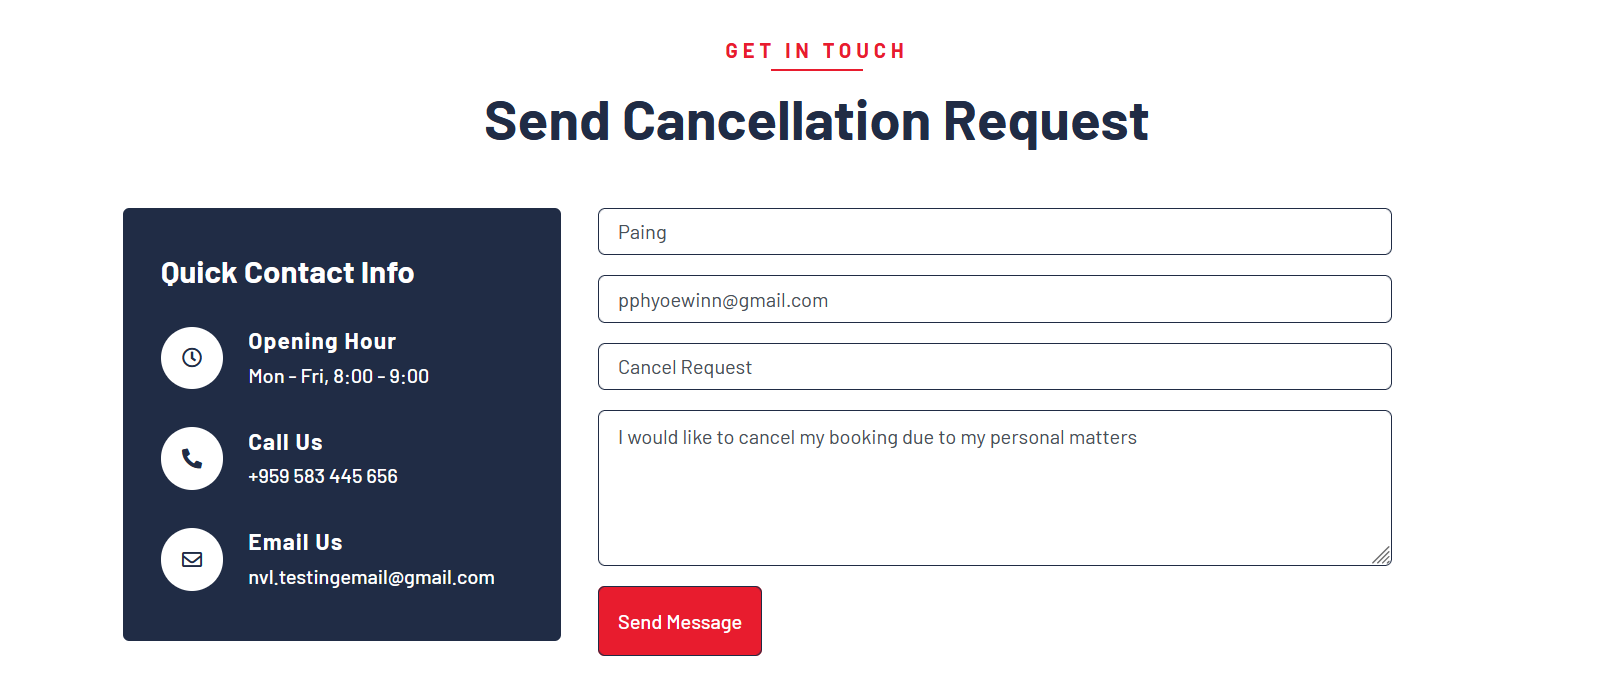 GET IN TOUCH
Send Cancellation Request
Quick Contact Info
Opening Hour
Mon - Fri, 8:00 - 9:00
Call Us
+959 583 445 656
Email Us
nvl.testingemail@gmail.com
Paing
pphyoewinn@gmail.com
Cancel Request
I would like to cancel my booking due to my personal matters
Send Message